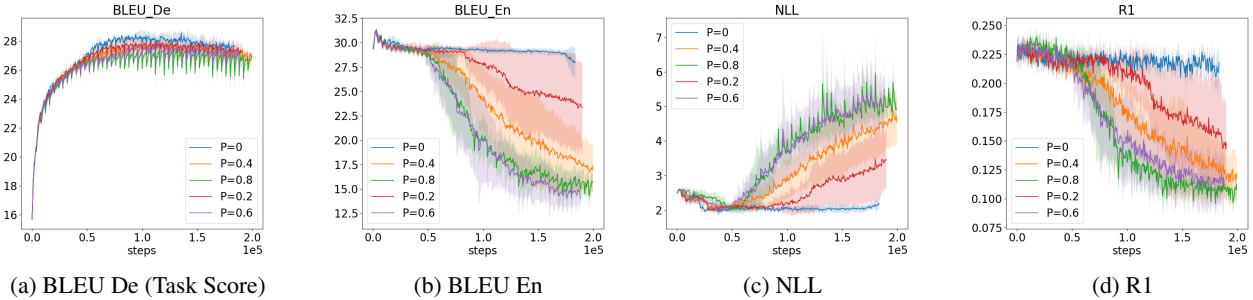 BLEU_De
28
26
24
22
20
18
16
P=0
P=0.4
P=0.8
P=0.2
P=0.6
0.0 0.5 1.0 1.5 2.0
steps
1e5
(a) BLEU De (Task Score)
BLEU_En
32.5
30.0
27.5
25.0
22.5
20.0
17.5
15.0
12.5
P=0
P=0.4
P=0.8
P=0.2
P=0.6
0.0 0.5 1.0 1.5 2.0
steps
1e5
(b) BLEU En
NLL
7
6
5
4
3
2
P=0
P=0.4
P=0.8
P=0.2
P=0.6
0.0 0.5 1.0 1.5 2.0
steps
1e5
(c) NLL
R1
0.250
0.225
0.200
0.175
0.150
0.125
0.100
0.075
P=0
P=0.4
P=0.8
P=0.2
P=0.6
0.0 0.5 1.0 1.5 2.0
steps
1e5
(d) R1